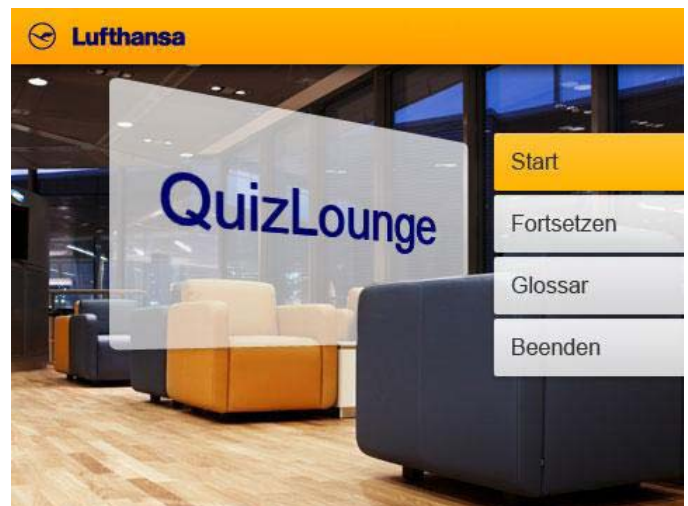 Lufthansa
QuizLounge
Start
Fortsetzen
Glossar
Beenden